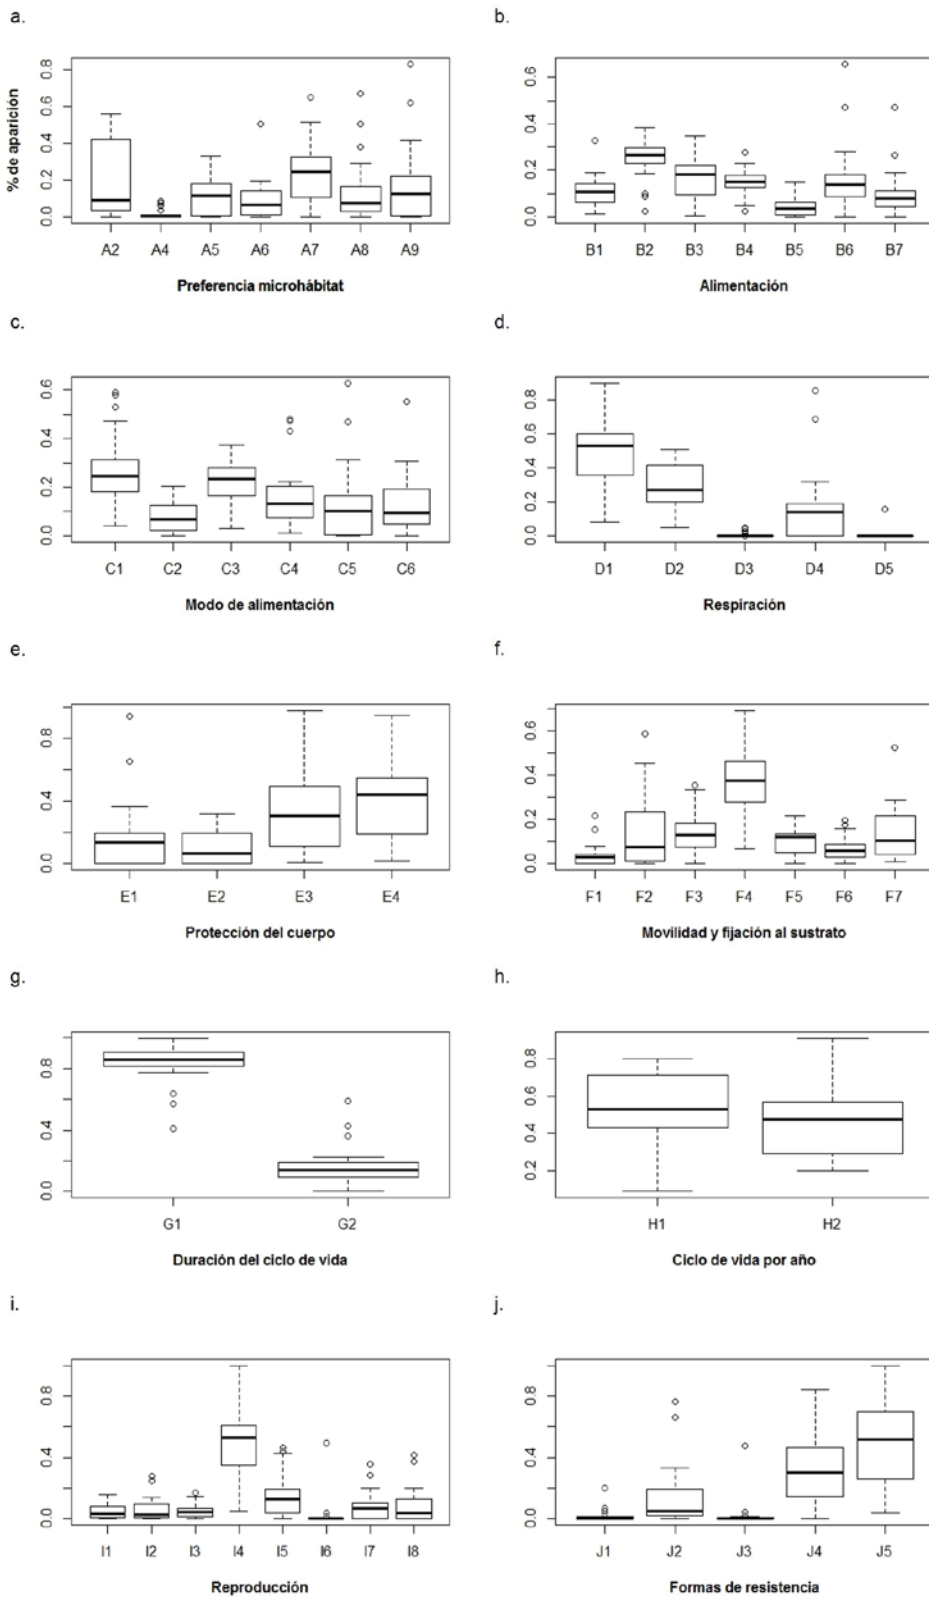 a.
b.
% de aparición
0.0 0.2 0.4 0.6 0.8
A2 A4 A5 A6 A7 A8 A9
Preferencia microhábitat
0.0 0.2 0.4 0.6
B1 B2 B3 B4 B5 B6 B7
Alimentación
c.
d.
0.0 0.2 0.4 0.6
C1 C2 C3 C4 C5 C6
Modo de alimentación
0.0 0.2 0.4 0.6 0.8
D1 D2 D3 D4 D5
Respiración
e.
f.
0.0 0.4 0.8
E1 E2 E3 E4
Protección del cuerpo
0.0 0.2 0.4 0.6
F1 F2 F3 F4 F5 F6 F7
Movilidad y fijación al sustrato
g.
h.
0.0 0.4 0.8
G1 G2
Duración del ciclo de vida
0.2 0.4 0.6 0.8
H1 H2
Ciclo de vida por año
i.
j.
0.0 0.4 0.8
I1 I2 I3 I4 I5 I6 I7 I8
Reproducción
0.0 0.4 0.8
J1 J2 J3 J4 J5
Formas de resistencia